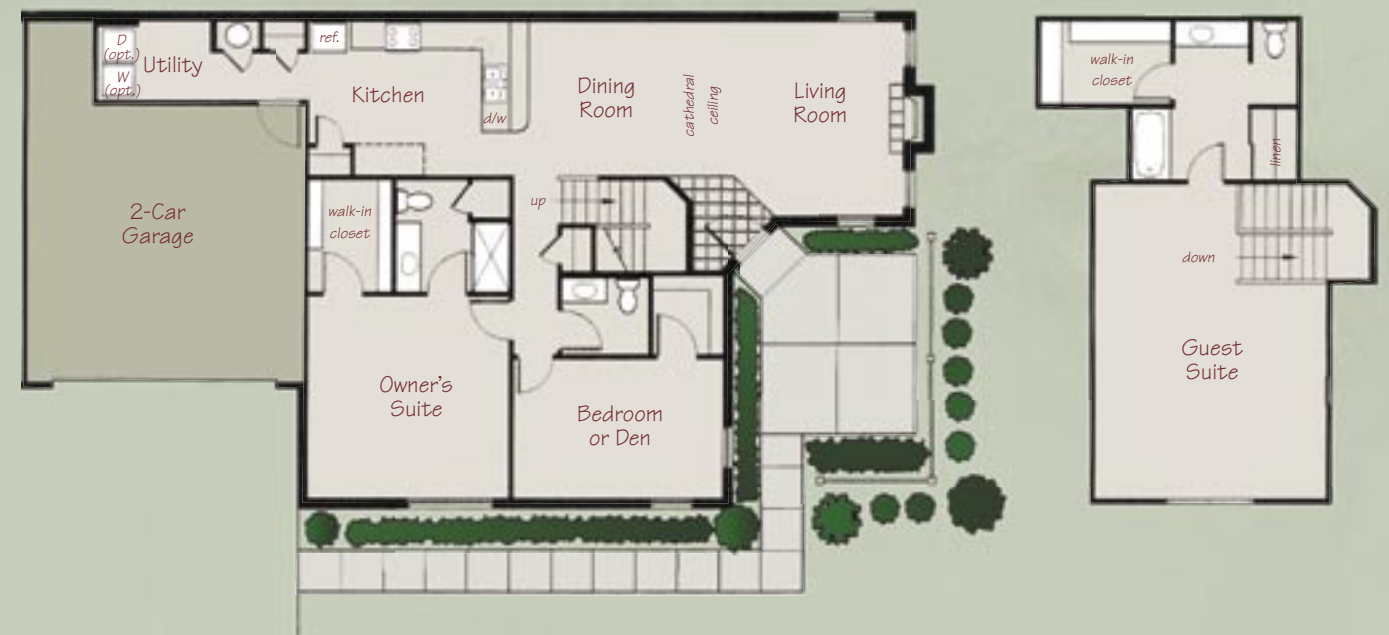 D
(opt.)
W
(opt.)
Utility
ref.
Kitchen
d/w
Dining
Room
cathedral
ceiling
Living
Room
2-Car
Garage
walk-in
closet
up
Owner's
Suite
Bedroom
or Den
walk-in
closet
linen
down
Guest
Suite